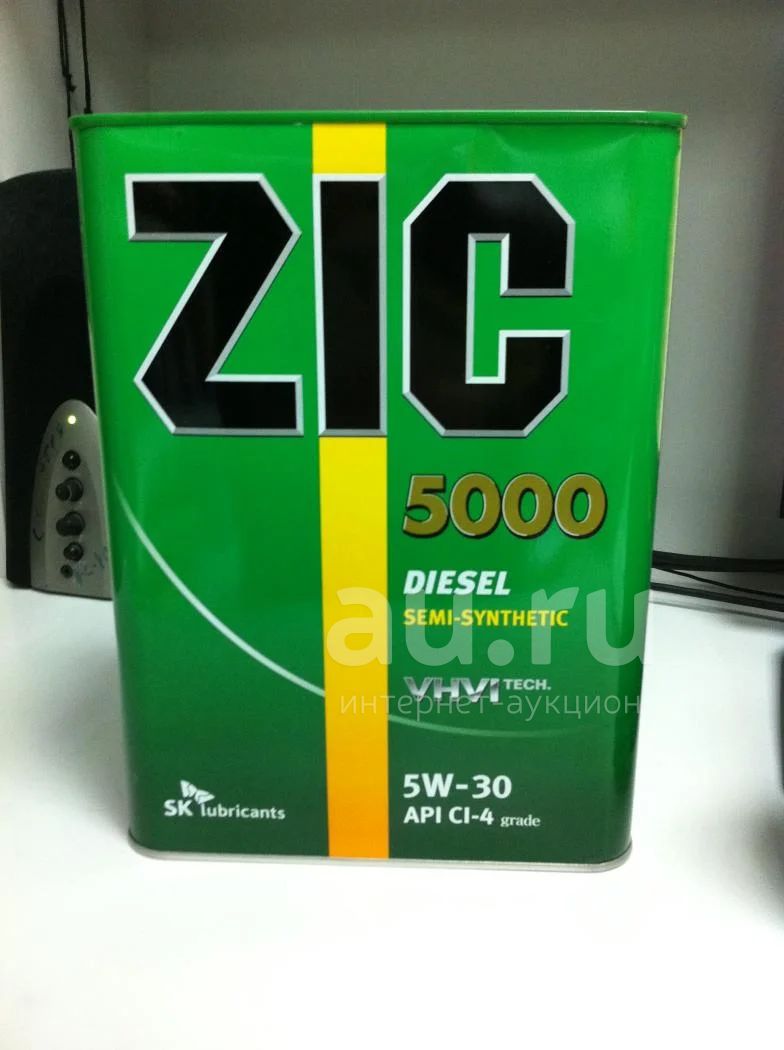 ZIC
5000
DIESEL
SEMI-SYNTHETIC
au.ru
VHVI TECH.
интернет-аукцион
5W-30
API CI-4 grade
SK lubricants